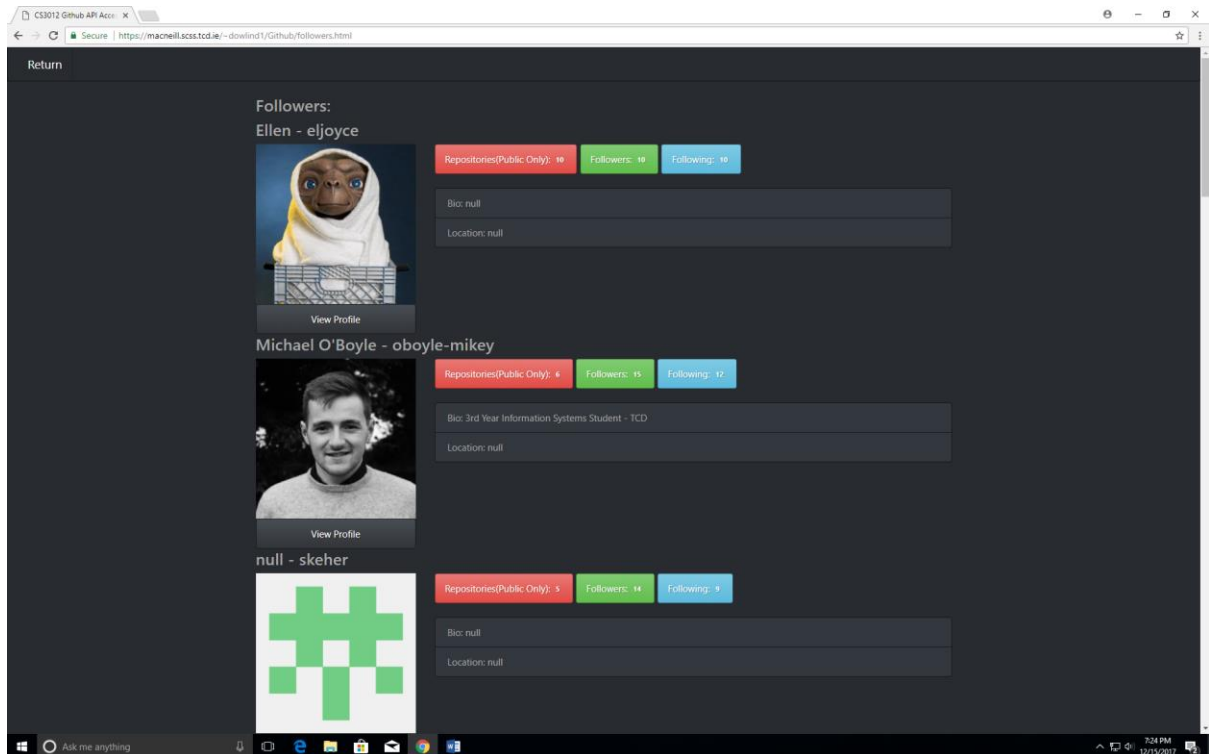 CS3012 Github API Acce
Secure | https://macneill.scss.tcd.ie/~dowlind1/Github/followers.html
Return
Followers:
Ellen - eljoyce
Repositories(Public Only): 10 Followers: 10 Following: 10
Bio: null
Location: null
View Profile
Michael O'Boyle - oboyle-mikey
Repositories(Public Only): 6 Followers: 15 Following: 12
Bio: 3rd Year Information Systems Student - TCD
Location: null
View Profile
null - skeher
Repositories(Public Only): 5 Followers: 14 Following: 9
Bio: null
Location: null
Ask me anything
7:24 PM
12/15/2017